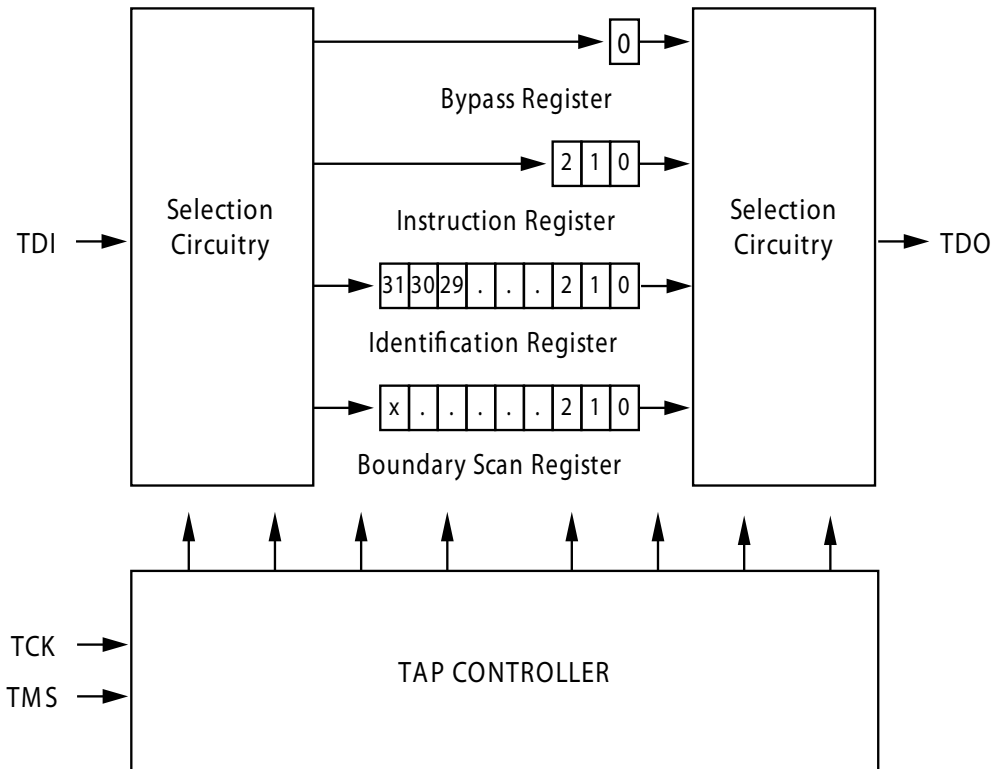 0
Bypass Register
2 1 0
Instruction Register
Selection
Circuitry
Selection
Circuitry
TDI
TDO
31 30 29 . . . 2 1 0
Identification Register
x . . . . . 2 1 0
Boundary Scan Register
TCK
TMS
TAP CONTROLLER